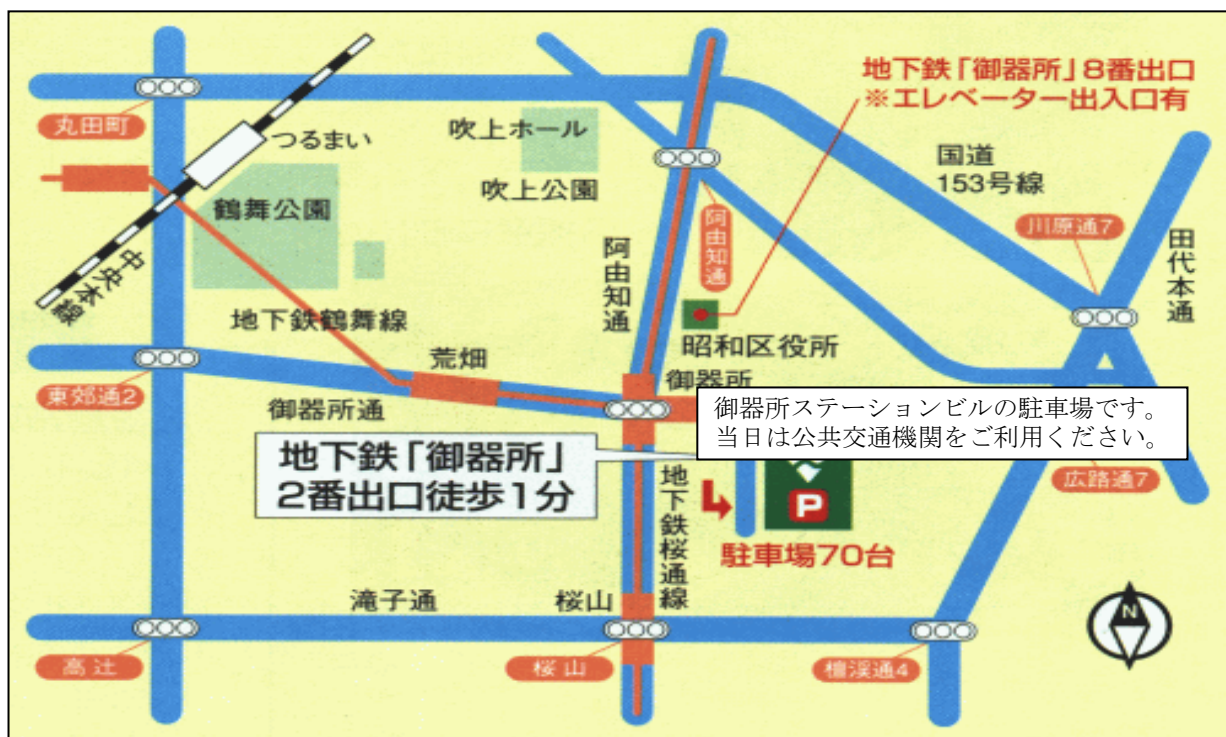 地下鉄「御器所」8番出口
※エレベーター出入口有
丸田町
つるまい
吹上ホール
吹上公園
国道
153号線
鶴舞公園
阿由知通
川原通7
田代本通
阿由知通
中央本線
地下鉄鶴舞線
昭和区役所
荒畑
御器所
東郊通2
御器所通
御器所ステーションビルの駐車場です。
当日は公共交通機関をご利用ください。
地下鉄「御器所」
2番出口徒歩1分
広路通7
P
地下鉄桜通線
駐車場70台
滝子通
桜山
N
高辻
桜山
檀渓通4